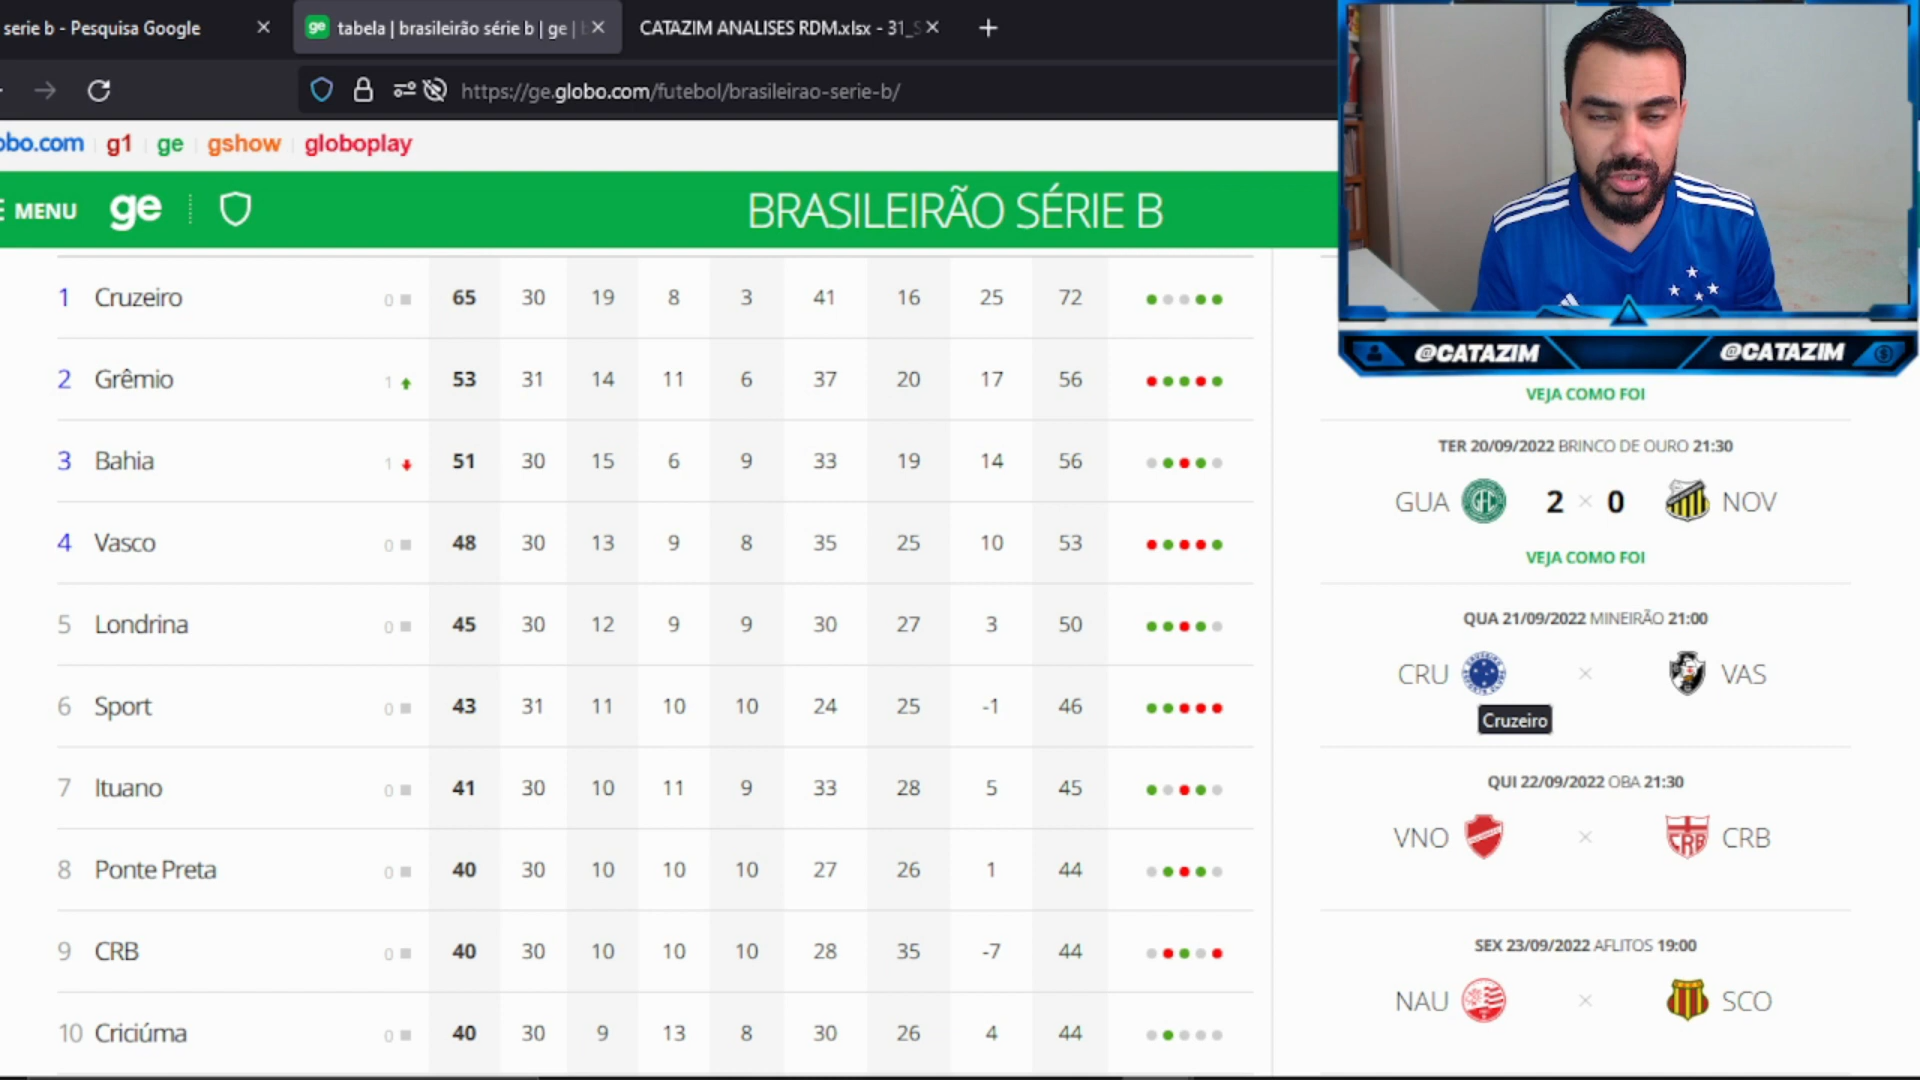 serie b - Pesquisa Google
ge tabela | brasileirão série b | ge |
CATAZIM ANALISES RDM.xlsx - 31_S
https://ge.globo.com/futebol/brasileirao-serie-b/
obo.com g1 ge gshow globoplay
MENU ge
BRASILEIRÃO SÉRIE B
1 Cruzeiro 0 65 30 19 8 3 41 16 25 72
2 Grêmio 1 53 31 14 11 6 37 20 17 56
3 Bahia 1 51 30 15 6 9 33 19 14 56
4 Vasco 0 48 30 13 9 8 35 25 10 53
5 Londrina 0 45 30 12 9 9 30 27 3 50
6 Sport 0 43 31 11 10 10 24 25 -1 46
7 Ituano 0 41 30 10 11 9 33 28 5 45
8 Ponte Preta 0 40 30 10 10 10 27 26 1 44
9 CRB 0 40 30 10 10 10 28 35 -7 44
10 Criciúma 0 40 30 9 13 8 30 26 4 44
@CATAZIM @CATAZIM
VEJA COMO FOI
TER 20/09/2022 BRINCO DE OURO 21:30
GUA 2 × 0 NOV
VEJA COMO FOI
QUA 21/09/2022 MINEIRÃO 21:00
CRU × VAS
Cruzeiro
QUI 22/09/2022 OBA 21:30
VNO × CRB CRB
SEX 23/09/2022 AFLITOS 19:00
NAU × SCO